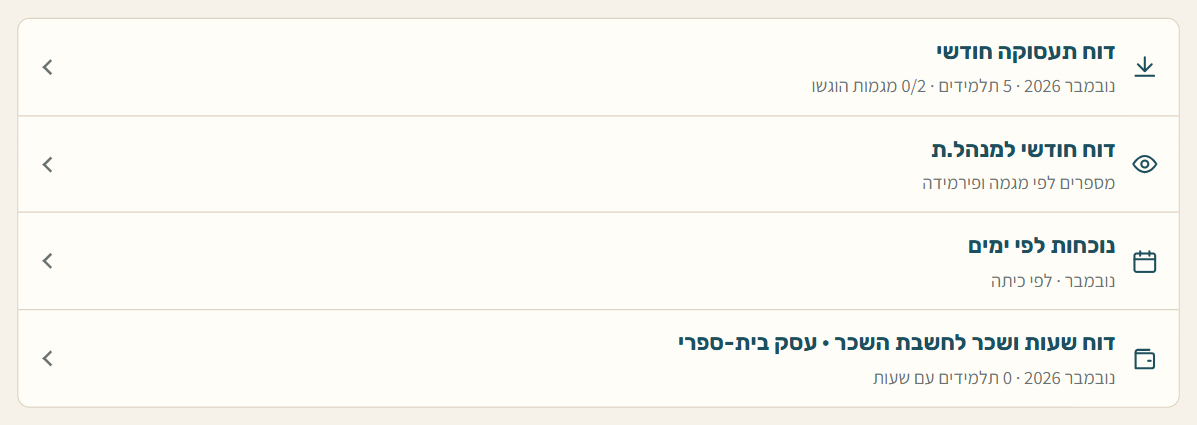 דוח תעסוקה חודשי
נובמבר 2026 · 5 תלמידים · 0/2 מגמות הוגשו
דוח חודשי למנהל.ת
מספרים לפי מגמה ופירמידה
נוכחות לפי ימים
נובמבר · לפי כיתה
דוח שעות ושכר לחשבת השכר • עסק בית-ספרי
נובמבר 2026 · 0 תלמידים עם שעות